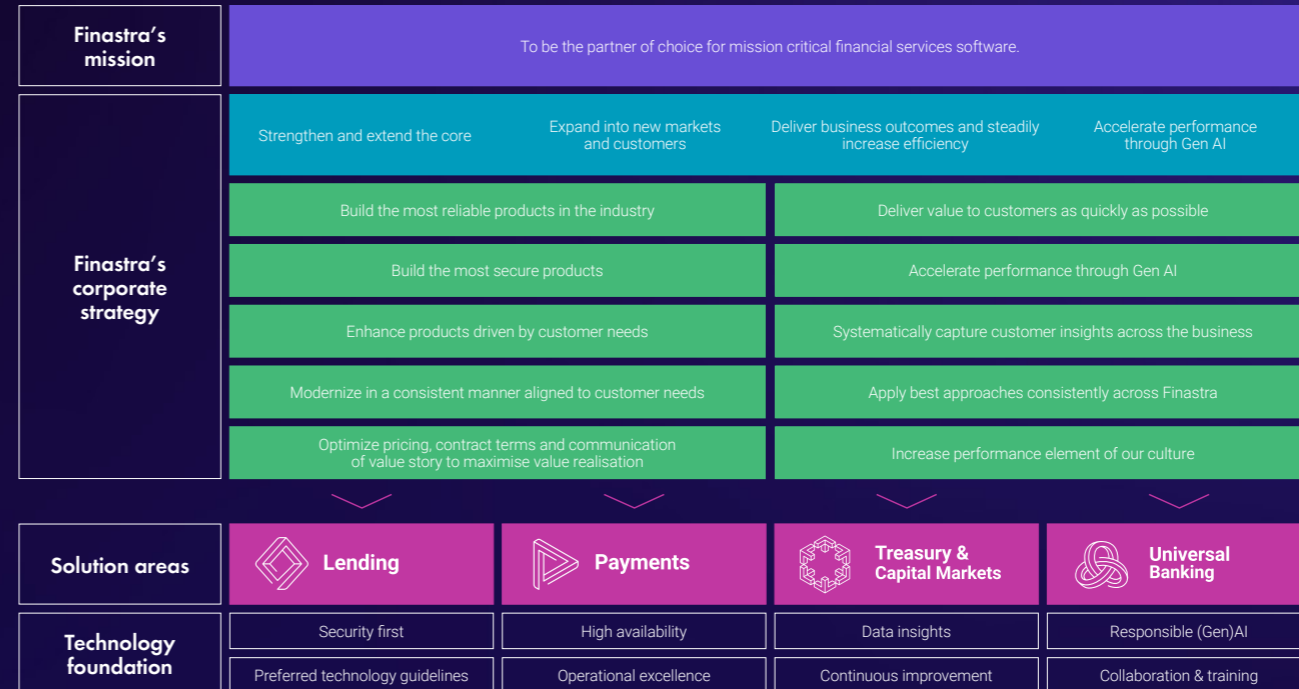 Finastra's
mission
To be the partner of choice for mission critical financial services software.
Finastra's
corporate
strategy
Strengthen and extend the core
Expand into new markets
and customers
Deliver business outcomes and steadily
increase efficiency
Accelerate performance
through Gen AI
Build the most reliable products in the industry
Deliver value to customers as quickly as possible
Build the most secure products
Accelerate performance through Gen AI
Enhance products driven by customer needs
Systematically capture customer insights across the business
Modernize in a consistent manner aligned to customer needs
Apply best approaches consistently across Finastra
Optimize pricing, contract terms and communication
of value story to maximise value realisation
Increase performance element of our culture
Solution areas
Lending
Payments
Treasury &
Capital Markets
Universal
Banking
Technology
foundation
Security first
High availability
Data insights
Responsible (Gen)AI
Preferred technology guidelines
Operational excellence
Continuous improvement
Collaboration & training